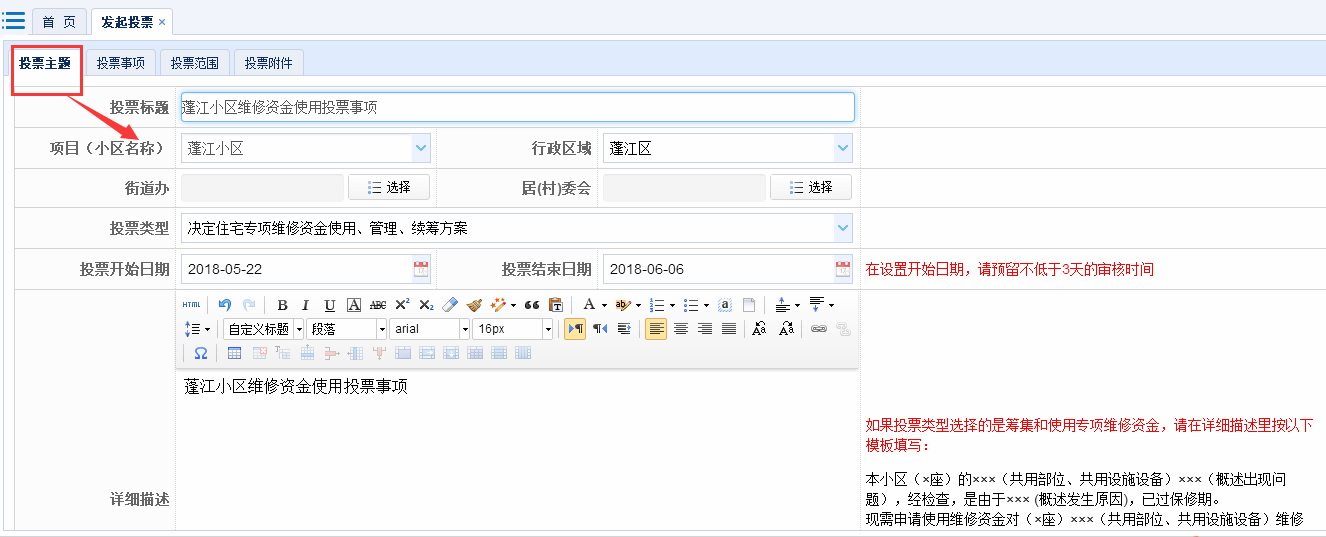 首 页 发起投票 ×
投票主题 投票事项 投票范围 投票附件
投票标题 蓬江小区维修资金使用投票事项
项目（小区名称） 蓬江小区 行政区域 蓬江区
街道办 选择 居(村)委会 选择
投票类型 决定住宅专项维修资金使用、管理、续筹方案
投票开始日期 2018-05-22 投票结束日期 2018-06-06 在设置开始日期，请预留不低于3天的审核时间
HTML B I U A ABC X² X₂ A ab a
自定义标题 段落 arial 16px
Ω
蓬江小区维修资金使用投票事项
如果投票类型选择的是筹集和使用专项维修资金，请在详细描述里按以下
模板填写：
详细描述
本小区（×座）的×××（共用部位、共用设施设备）×××（概述出现问
题），经检查，是由于××× (概述发生原因)，已过保修期。
现需申请使用维修资金对（×座）×××（共用部位、共用设施设备）维修